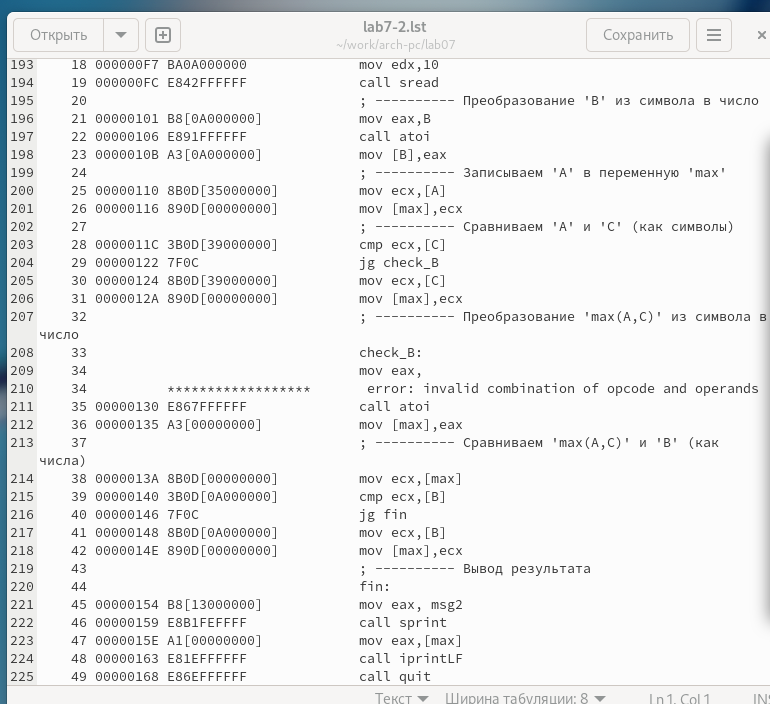 Открыть
lab7-2.lst
~/work/arch-pc/lab07
Сохранить
193 18 000000F7 BA0A000000 mov edx,10
194 19 000000FC E842FFFFFF call sread
195 20 ; ---------- Преобразование 'B' из символа в число
196 21 00000101 B8[0A000000] mov eax,B
197 22 00000106 E891FFFFFF call atoi
198 23 0000010B A3[0A000000] mov [B],eax
199 24 ; ---------- Записываем 'A' в переменную 'max'
200 25 00000110 8B0D[35000000] mov ecx,[A]
201 26 00000116 890D[00000000] mov [max],ecx
202 27 ; ---------- Сравниваем 'A' и 'С' (как символы)
203 28 0000011C 3B0D[39000000] cmp ecx,[C]
204 29 00000122 7F0C jg check_B
205 30 00000124 8B0D[39000000] mov ecx,[C]
206 31 0000012A 890D[00000000] mov [max],ecx
207 32 ; ---------- Преобразование 'max(A,C)' из символа в
число
208 33 check_B:
209 34 mov eax,
210 34 ****************** error: invalid combination of opcode and operands
211 35 00000130 E867FFFFFF call atoi
212 36 00000135 A3[00000000] mov [max],eax
213 37 ; ---------- Сравниваем 'max(A,C)' и 'B' (как
числа)
214 38 0000013A 8B0D[00000000] mov ecx,[max]
215 39 00000140 3B0D[0A000000] cmp ecx,[B]
216 40 00000146 7F0C jg fin
217 41 00000148 8B0D[0A000000] mov ecx,[B]
218 42 0000014E 890D[00000000] mov [max],ecx
219 43 ; ---------- Вывод результата
220 44 fin:
221 45 00000154 B8[13000000] mov eax, msg2
222 46 00000159 E8B1FEFFFF call sprint
223 47 0000015E A1[00000000] mov eax,[max]
224 48 00000163 E81EFFFFFF call iprintLF
225 49 00000168 E86EFFFFFF call quit
Текст Ширина табуляции: 8 Ln 1, Col 1 INS